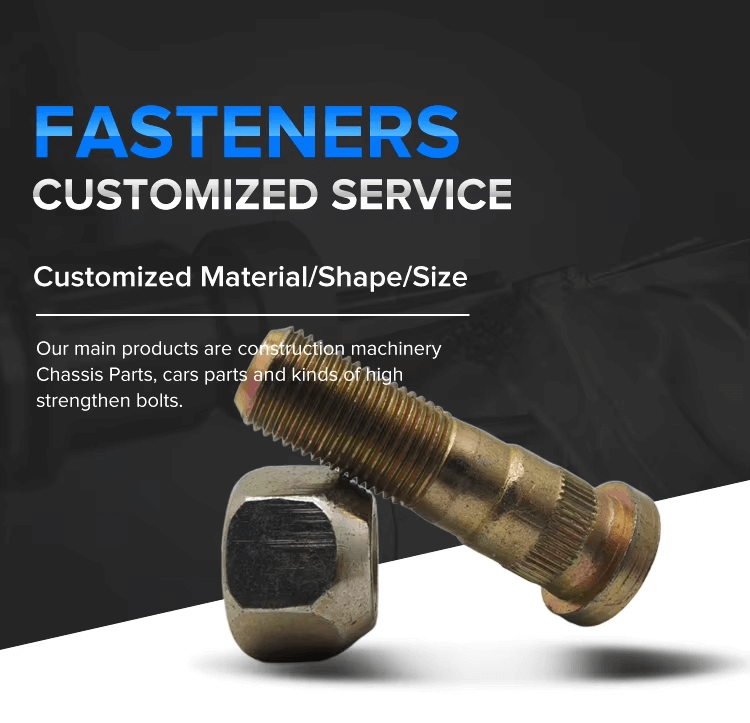 FASTENERS
CUSTOMIZED SERVICE
Customized Material/Shape/Size
Our main products are construction machinery
Chassis Parts, cars parts and kinds of high
strengthen bolts.